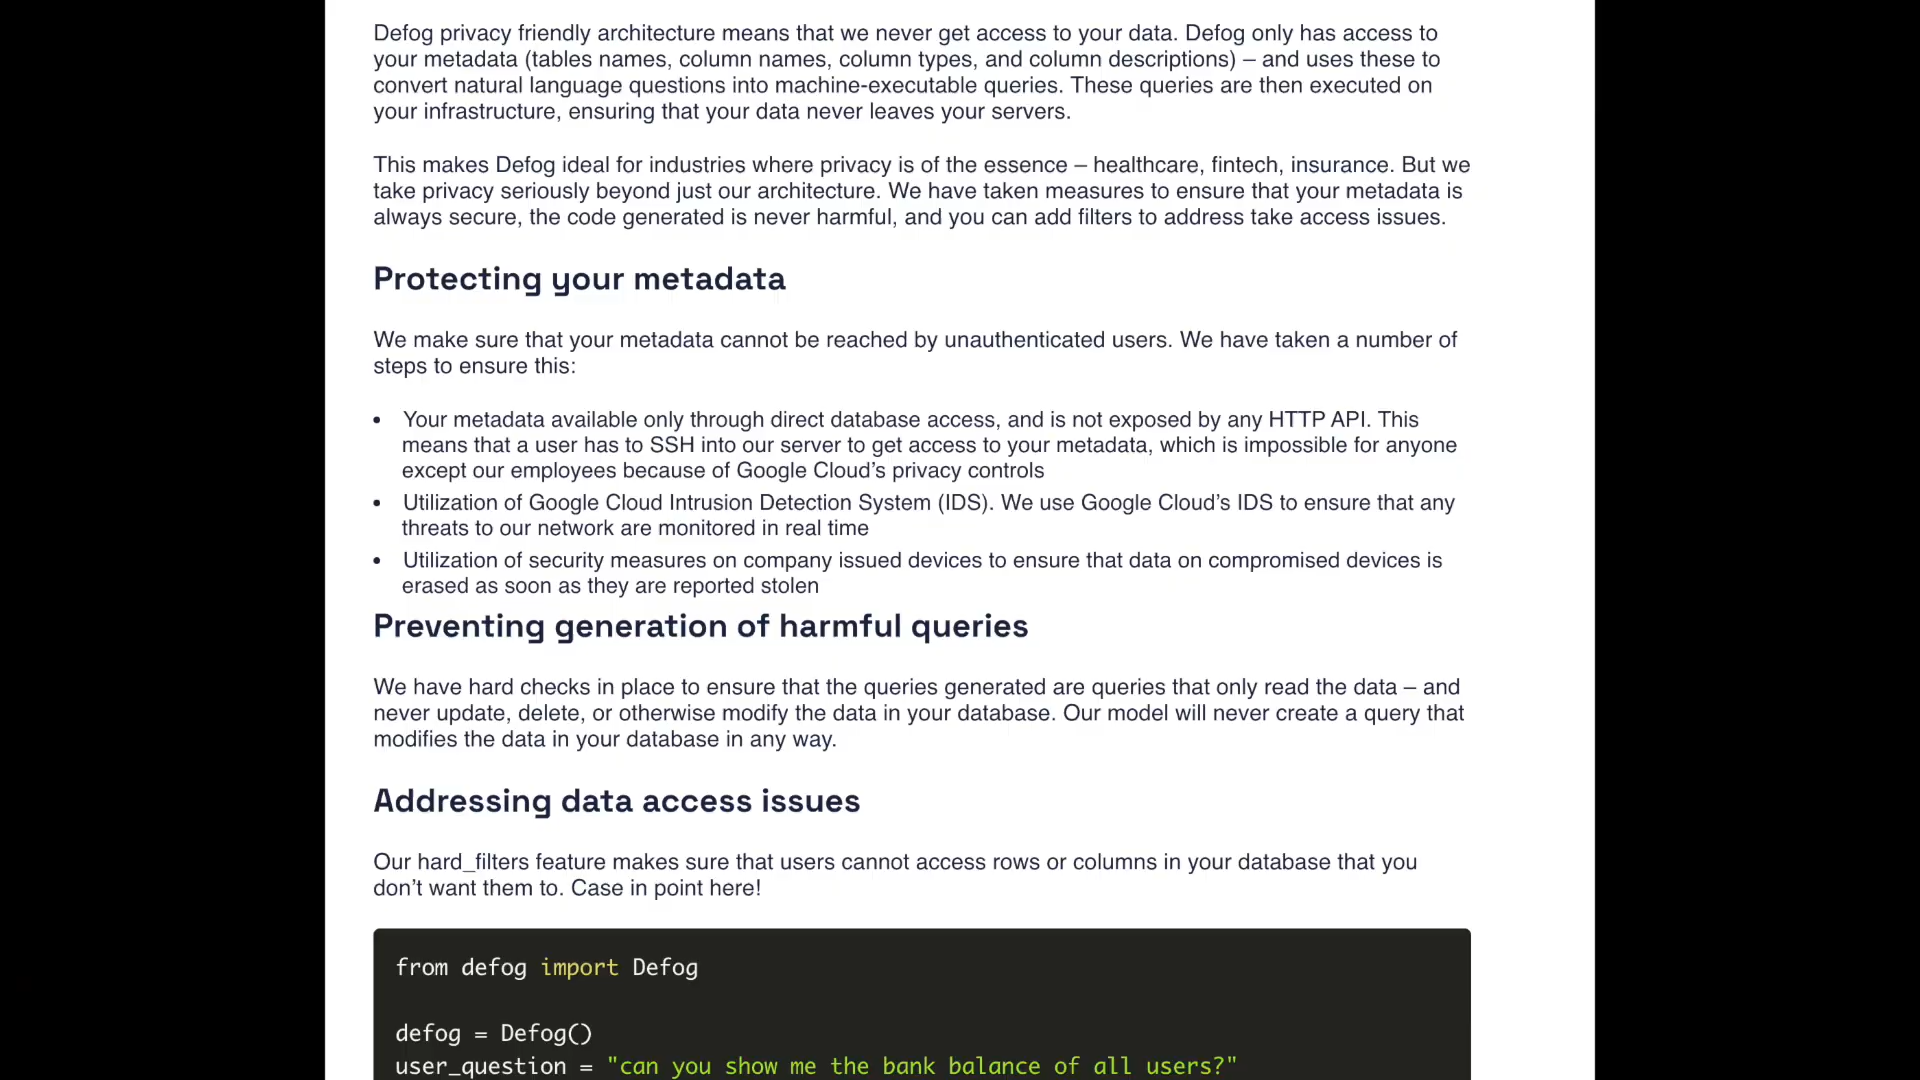 Defog privacy friendly architecture means that we never get access to your data. Defog only has access to
your metadata (tables names, column names, column types, and column descriptions) – and uses these to
convert natural language questions into machine-executable queries. These queries are then executed on
your infrastructure, ensuring that your data never leaves your servers.
This makes Defog ideal for industries where privacy is of the essence – healthcare, fintech, insurance. But we
take privacy seriously beyond just our architecture. We have taken measures to ensure that your metadata is
always secure, the code generated is never harmful, and you can add filters to address take access issues.
Protecting your metadata
We make sure that your metadata cannot be reached by unauthenticated users. We have taken a number of
steps to ensure this:
• Your metadata available only through direct database access, and is not exposed by any HTTP API. This
means that a user has to SSH into our server to get access to your metadata, which is impossible for anyone
except our employees because of Google Cloud’s privacy controls
• Utilization of Google Cloud Intrusion Detection System (IDS). We use Google Cloud’s IDS to ensure that any
threats to our network are monitored in real time
• Utilization of security measures on company issued devices to ensure that data on compromised devices is
erased as soon as they are reported stolen
Preventing generation of harmful queries
We have hard checks in place to ensure that the queries generated are queries that only read the data – and
never update, delete, or otherwise modify the data in your database. Our model will never create a query that
modifies the data in your database in any way.
Addressing data access issues
Our hard_filters feature makes sure that users cannot access rows or columns in your database that you
don’t want them to. Case in point here!
from defog import Defog
defog = Defog()
user_question = "can you show me the bank balance of all users?"